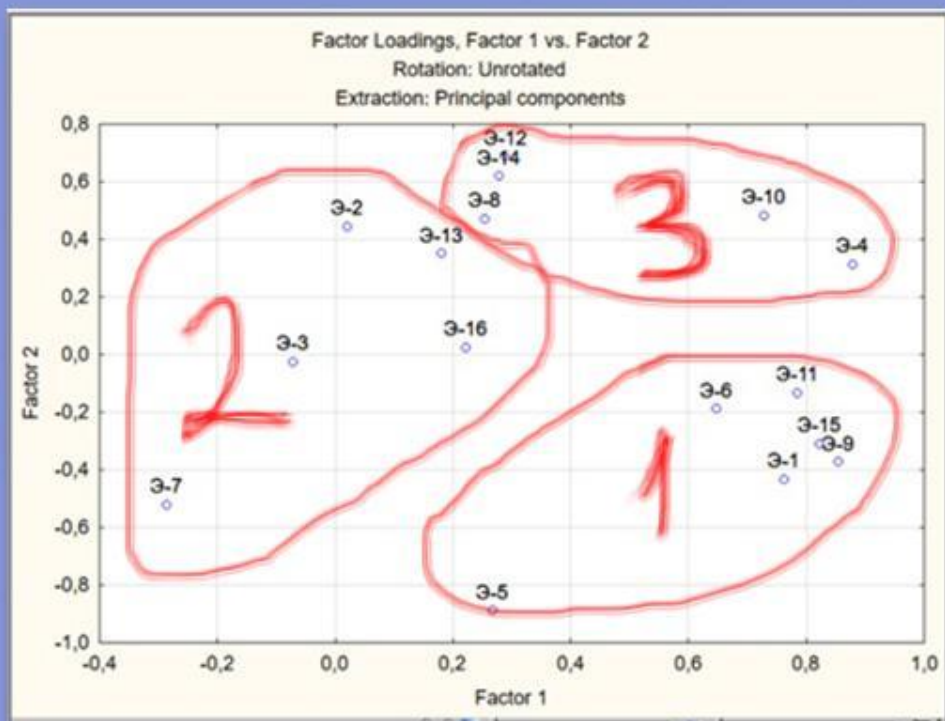 Factor Loadings, Factor 1 vs. Factor 2
Rotation: Unrotated
Extraction: Principal components
0,8
Э-12
Э-14
0,6
Э-2
Э-8
3
Э-10
0,4
Э-13
Э-4
0,2
2
Э-3
Э-16
0,0
Э-6
Э-11
-0,2
Э-15
Э-1
Э-9
-0,4
1
Э-7
-0,6
-0,8
Э-5
-1,0
-0,4 -0,2 0,0 0,2 0,4 0,6 0,8 1,0
Factor 2
Factor 1